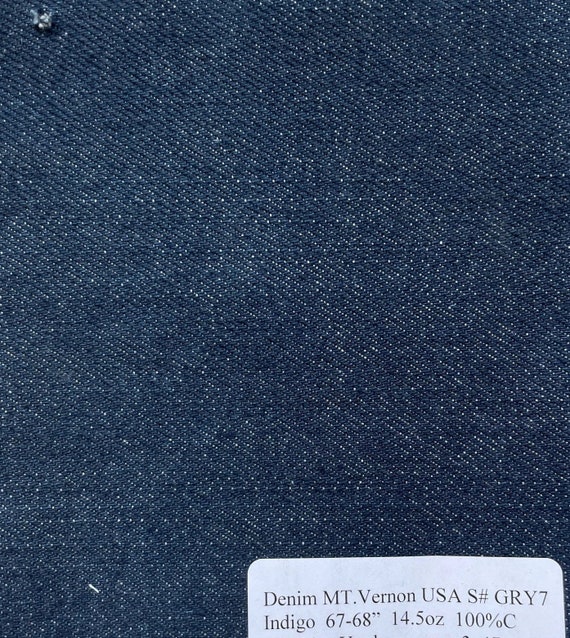 Denim MT.Vernon USA S# GRY7
Indigo 67-68” 14.5oz 100%C